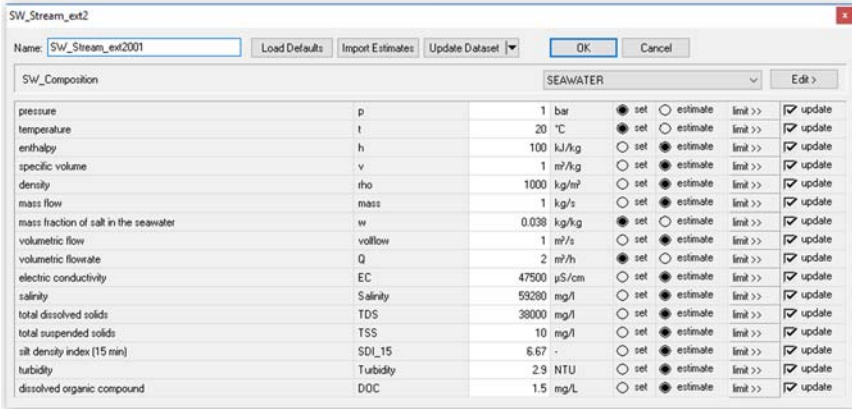 SW_Stream_ext2 x
Name: SW_Stream_ext2001 Load Defaults Import Estimates Update Dataset OK Cancel
SW_Composition SEAWATER Edit >
pressure p 1 bar set estimate limit >> update
temperature t 20 °C set estimate limit >> update
enthalpy h 100 kJ/kg set estimate limit >> update
specific volume v 1 m³/kg set estimate limit >> update
density rho 1000 kg/m³ set estimate limit >> update
mass flow mass 1 kg/s set estimate limit >> update
mass fraction of salt in the seawater w 0.038 kg/kg set estimate limit >> update
volumetric flow volflow 1 m³/s set estimate limit >> update
volumetric flowrate Q 2 m³/h set estimate limit >> update
electric conductivity EC 47500 µS/cm set estimate limit >> update
salinity Salinity 59280 mg/l set estimate limit >> update
total dissolved solids TDS 38000 mg/l set estimate limit >> update
total suspended solids TSS 10 mg/l set estimate limit >> update
silt density index (15 min) SDI_15 6.67 - set estimate limit >> update
turbidity Turbidity 2.9 NTU set estimate limit >> update
dissolved organic compound DOC 1.5 mg/L set estimate limit >> update